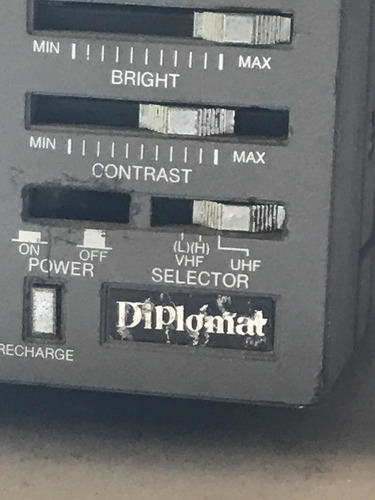 MIN MAX
BRIGHT
MIN MAX
CONTRAST
(L)(H)
ON OFF VHF UHF
POWER SELECTOR
Diplomat
RECHARGE